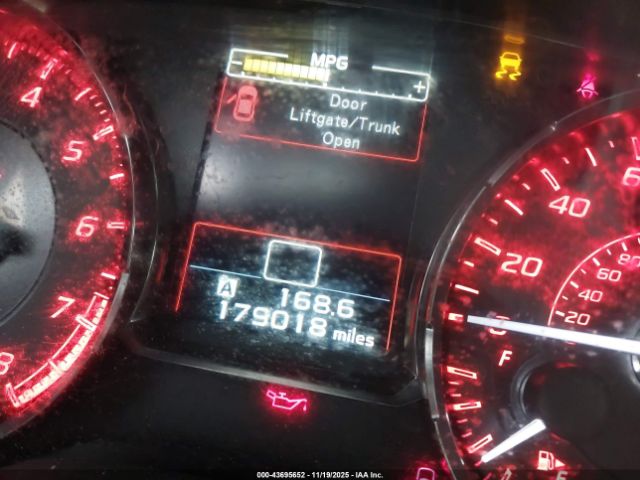 MPG
- +
Door
Liftgate/Trunk
Open
4
5
6
7
8
A 168.6
179018 miles
40
20
80
60
40
20
F
E
000-43695652 - 11/19/2025 - IAA Inc.